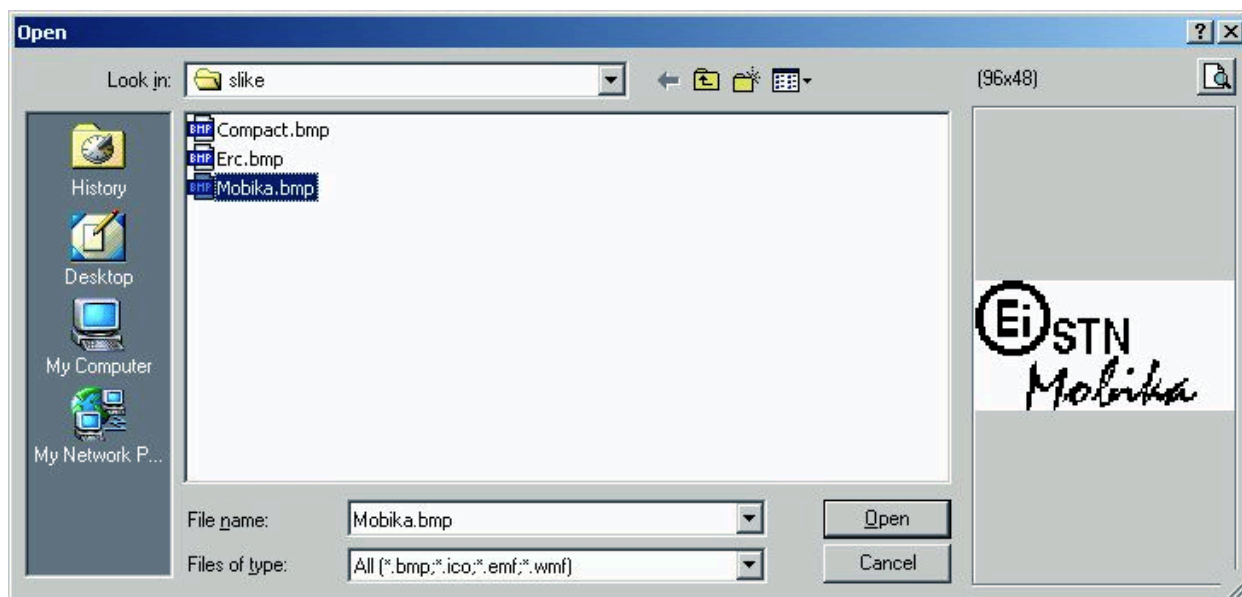 Open
Look in:
slike
(96x48)
History
Desktop
My Computer
My Network P...
Compact.bmp
Erc.bmp
Mobika.bmp
Ei STN
Mobika
File name:
Mobika.bmp
Open
Files of type:
All (*.bmp;*.ico;*.emf;*.wmf)
Cancel